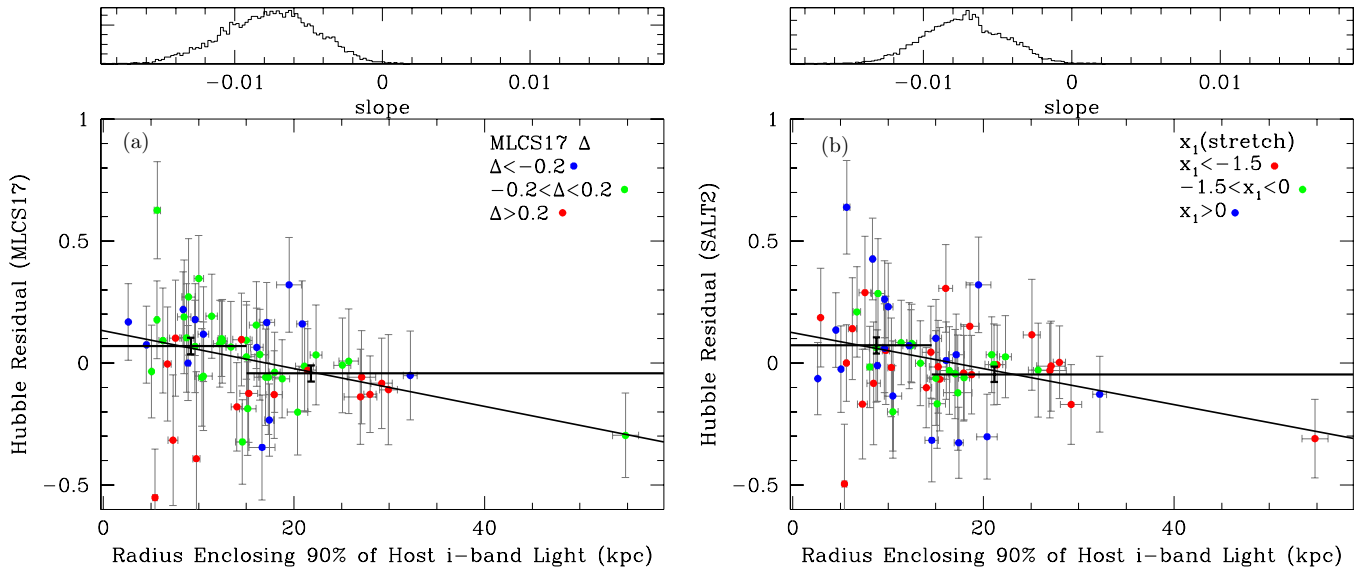 −0.01 0 0.01
slope
(a)
MLCS17 Δ
Δ<−0.2
−0.2<Δ<0.2
Δ>0.2
1
0.5
0
−0.5
Hubble Residual (MLCS17)
0 20 40
Radius Enclosing 90% of Host i−band Light (kpc)
−0.01 0 0.01
slope
(b)
x₁(stretch)
x₁<−1.5
−1.5<x₁<0
x₁>0
1
0.5
0
−0.5
Hubble Residual (SALT2)
0 20 40
Radius Enclosing 90% of Host i−band Light (kpc)